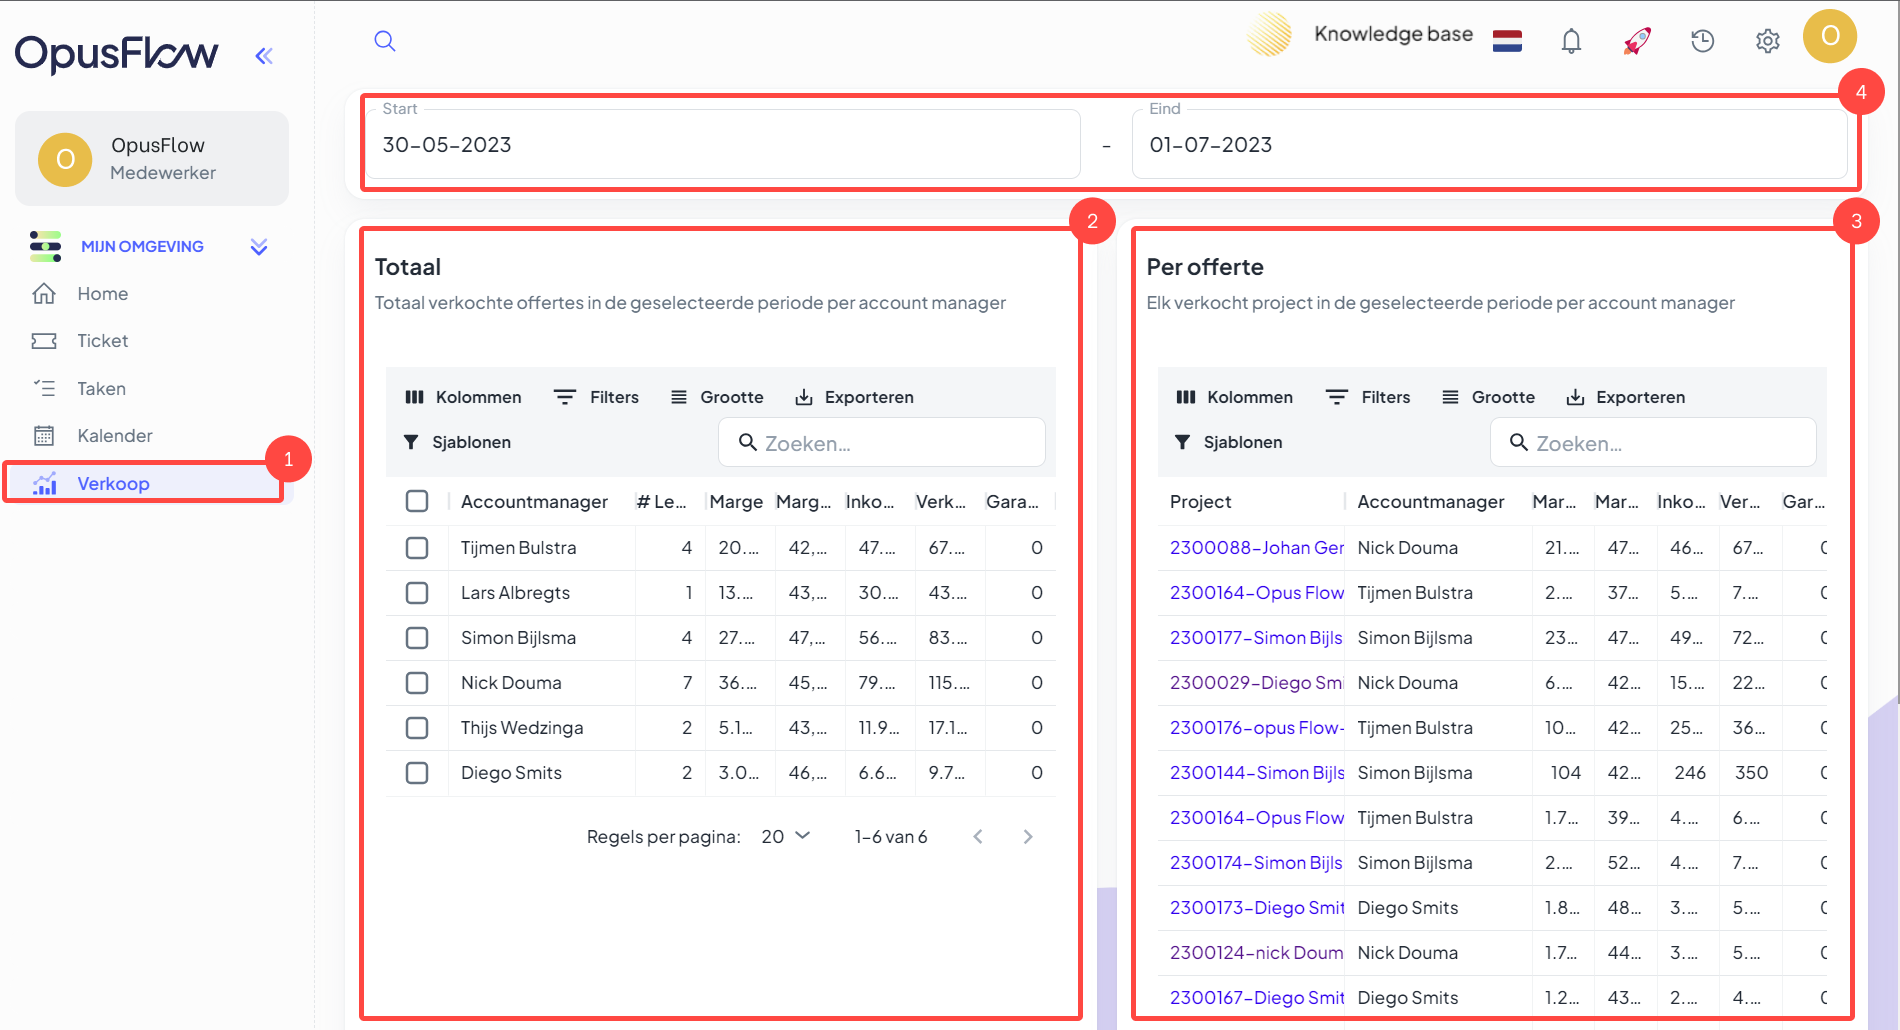 OpusFlow
Knowledge base
O
O
OpusFlow
Medewerker
MIJN OMGEVING
Home
Ticket
Taken
Kalender
1
Verkoop
4
Start
30-05-2023
-
Eind
01-07-2023
2
Totaal
Totaal verkochte offertes in de geselecteerde periode per account manager
Kolommen Filters Grootte Exporteren
Sjablonen Zoeken...
Accountmanager # Le... Marge Marg... Inko... Verk... Gara...
Tijmen Bulstra 4 20.... 42,... 47.... 67.... 0
Lars Albregts 1 13.... 43,... 30.... 43.... 0
Simon Bijlsma 4 27.... 47,... 56.... 83.... 0
Nick Douma 7 36.... 45,... 79.... 115.... 0
Thijs Wedzinga 2 5.1... 43,... 11.9... 17.1... 0
Diego Smits 2 3.0... 46,... 6.6... 9.7... 0
Regels per pagina: 20 1-6 van 6
3
Per offerte
Elk verkocht project in de geselecteerde periode per account manager
Kolommen Filters Grootte Exporteren
Sjablonen Zoeken...
Project Accountmanager Mar... Mar... Inko... Ver... Gar...
2300088-Johan Ger Nick Douma 21.... 47... 46... 67... 0
2300164-Opus Flow Tijmen Bulstra 2.... 37... 5.... 7.... 0
2300177-Simon Bijls Simon Bijlsma 23... 47... 49... 72... 0
2300029-Diego Smi Nick Douma 6.... 42... 15.... 22... 0
2300176-opus Flow- Tijmen Bulstra 10... 42... 25... 36... 0
2300144-Simon Bijls Simon Bijlsma 104 42... 246 350 0
2300164-Opus Flow Tijmen Bulstra 1.7... 39... 4.... 6.... 0
2300174-Simon Bijls Simon Bijlsma 2.... 52... 4.... 7.... 0
2300173-Diego Smit Diego Smits 1.8... 48... 3.... 5.... 0
2300124-nick Doum Nick Douma 1.7... 44... 3.... 5.... 0
2300167-Diego Smit Diego Smits 1.2... 43... 2.... 4.... 0